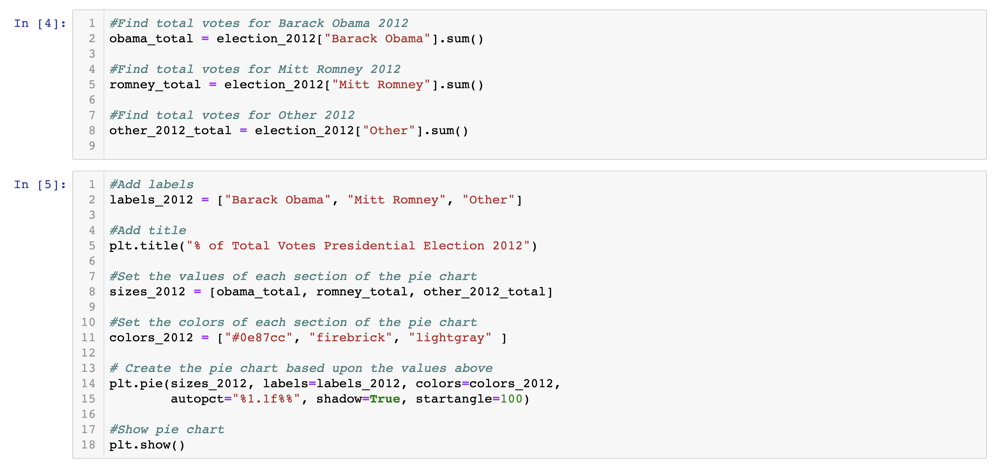 In [4]:
1 #Find total votes for Barack Obama 2012
2 obama_total = election_2012["Barack Obama"].sum()
3
4 #Find total votes for Mitt Romney 2012
5 romney_total = election_2012["Mitt Romney"].sum()
6
7 #Find total votes for Other 2012
8 other_2012_total = election_2012["Other"].sum()
9
In [5]:
1 #Add labels
2 labels_2012 = ["Barack Obama", "Mitt Romney", "Other"]
3
4 #Add title
5 plt.title("% of Total Votes Presidential Election 2012")
6
7 #Set the values of each section of the pie chart
8 sizes_2012 = [obama_total, romney_total, other_2012_total]
9
10 #Set the colors of each section of the pie chart
11 colors_2012 = ["#0e87cc", "firebrick", "lightgray" ]
12
13 # Create the pie chart based upon the values above
14 plt.pie(sizes_2012, labels=labels_2012, colors=colors_2012,
15         autopct="%1.1f%%", shadow=True, startangle=100)
16
17 #Show pie chart
18 plt.show()